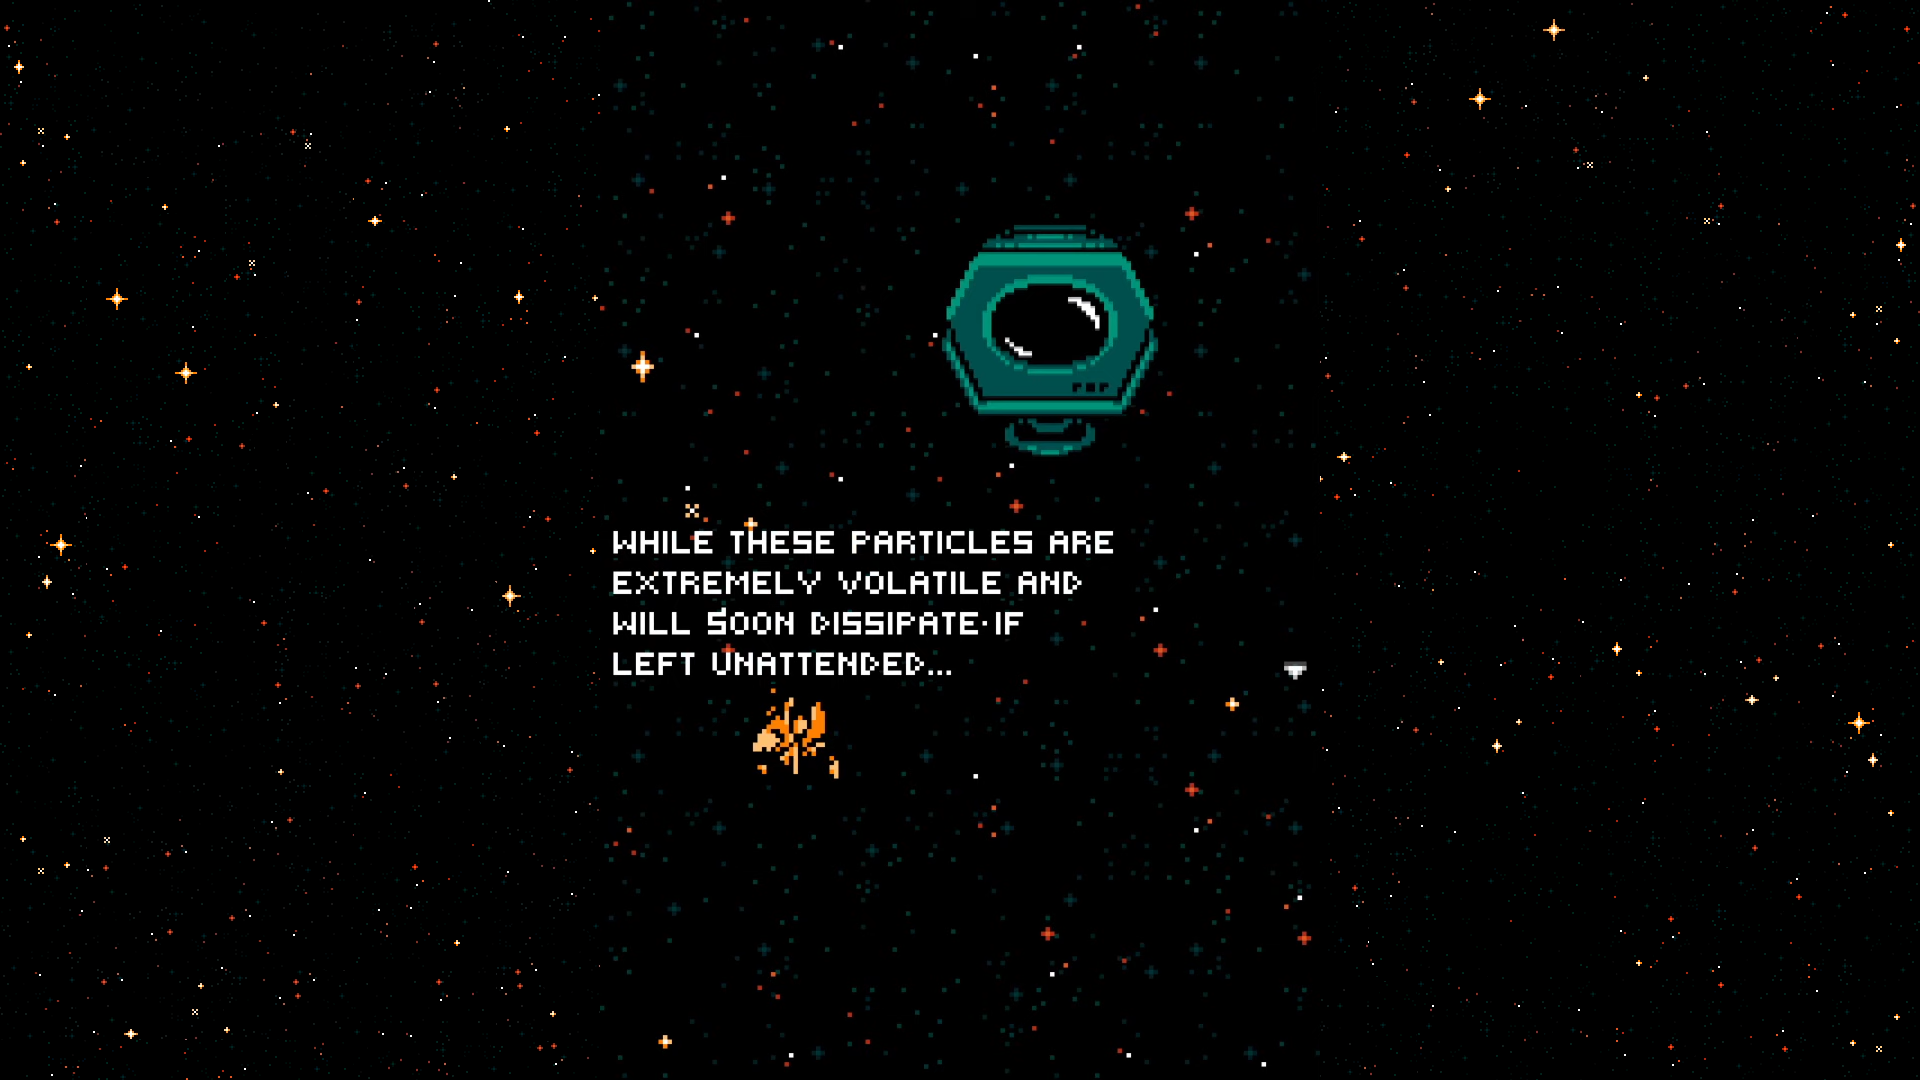 WHILE THESE PARTICLES ARE
EXTREMELY VOLATILE AND
WILL SOON DISSIPATE IF
LEFT UNATTENDED...